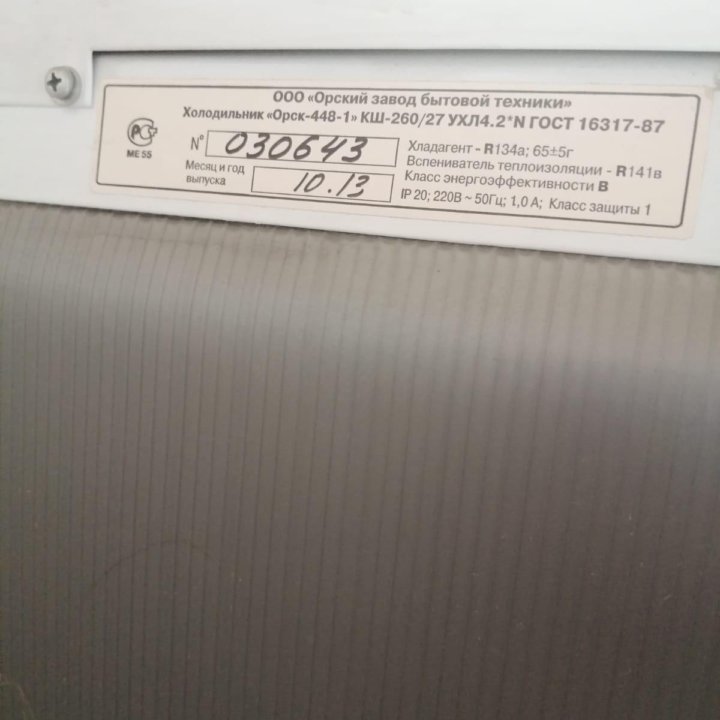 ООО «Орский завод бытовой техники»
Холодильник «Орск-448-1» КШ-260/27 УХЛ4.2*N ГОСТ 16317-87
РСТ
МЕ 55
N° 030643
Месяц и год
выпуска 10.13
Хладагент - R134a; 65±5г
Вспениватель теплоизоляции - R141в
Класс энергоэффективности В
IP 20; 220В ~ 50Гц; 1,0 А; Класс защиты 1